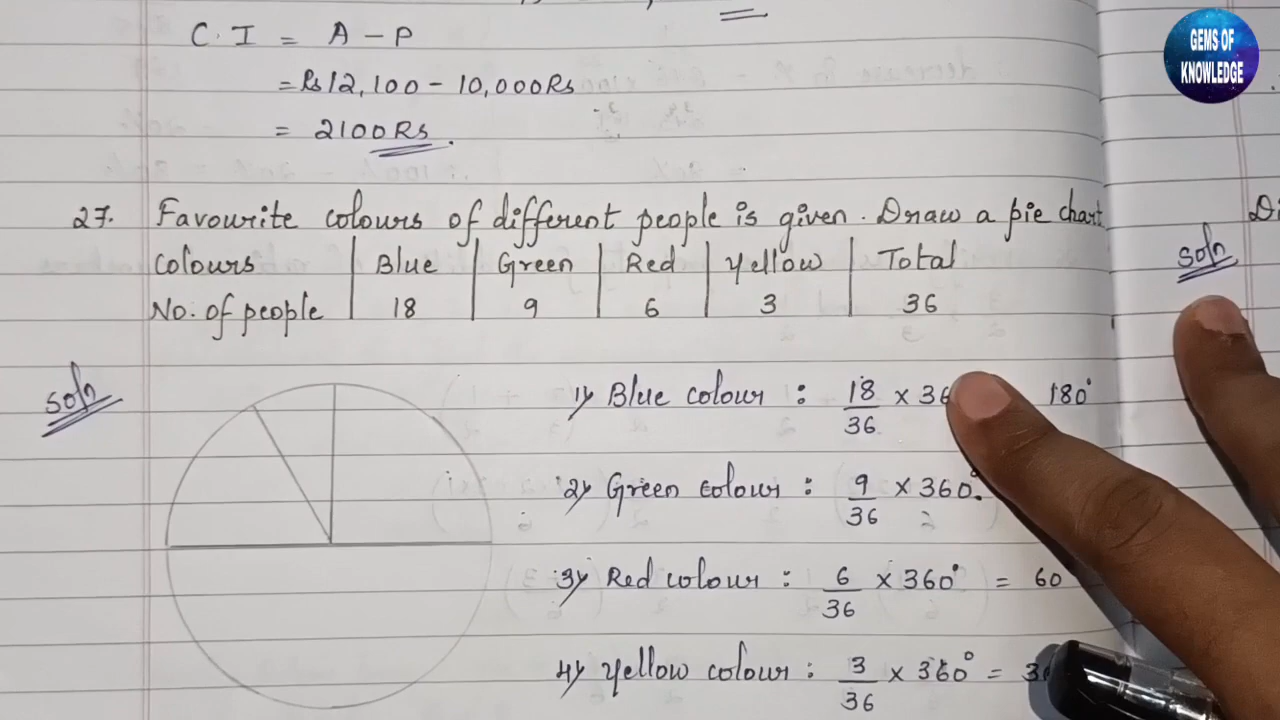 C.I = A - P
= Rs 12,100 - 10,000Rs
= 2100Rs.
GEMS OF
KNOWLEDGE
27. Favourite colours of different people is given. Draw a pie chart
Colours | Blue | Green | Red | Yellow | Total
No. of people | 18 | 9 | 6 | 3 | 36
Soln
Soln
1) Blue colour : 18/36 × 36 180°
2) Green colour : 9/36 × 360°
3) Red colour : 6/36 × 360° = 60
4) Yellow colour : 3/36 × 360° =